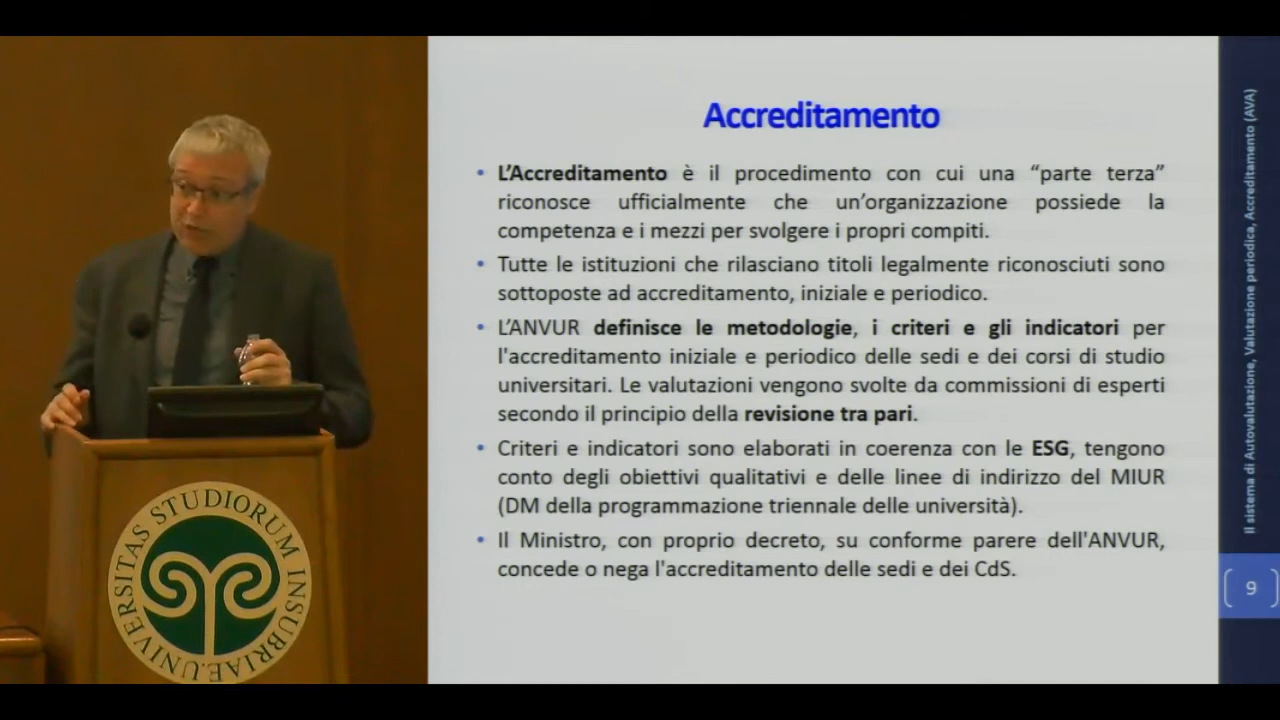 Accreditamento
• L'Accreditamento è il procedimento con cui una “parte terza”
riconosce ufficialmente che un'organizzazione possiede la
competenza e i mezzi per svolgere i propri compiti.
• Tutte le istituzioni che rilasciano titoli legalmente riconosciuti sono
sottoposte ad accreditamento, iniziale e periodico.
• L'ANVUR definisce le metodologie, i criteri e gli indicatori per
l'accreditamento iniziale e periodico delle sedi e dei corsi di studio
universitari. Le valutazioni vengono svolte da commissioni di esperti
secondo il principio della revisione tra pari.
• Criteri e indicatori sono elaborati in coerenza con le ESG, tengono
conto degli obiettivi qualitativi e delle linee di indirizzo del MIUR
(DM della programmazione triennale delle università).
• Il Ministro, con proprio decreto, su conforme parere dell'ANVUR,
concede o nega l'accreditamento delle sedi e dei CdS.
Il sistema di Autovalutazione, Valutazione periodica, Accreditamento (AVA)
9
UNIVERSITAS STUDIORUM INSUBRIAE